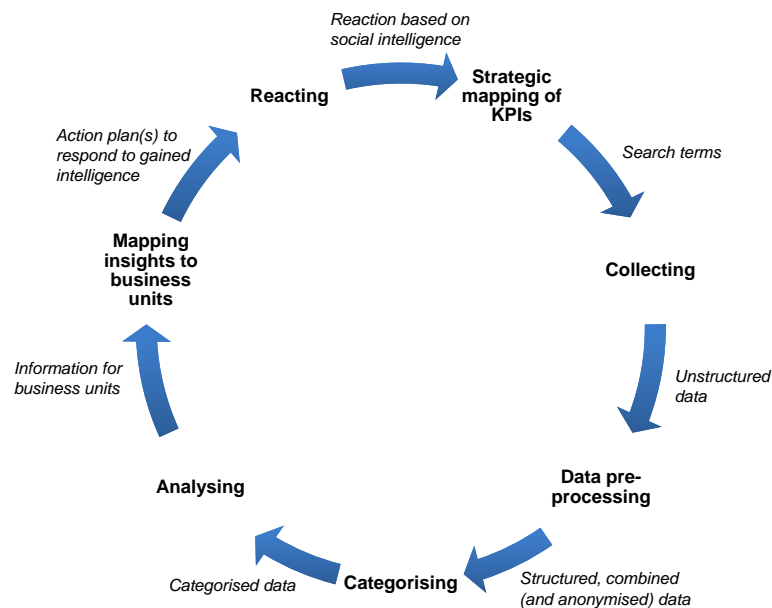 Reaction based on
social intelligence
Strategic
mapping of
KPIs
Search terms
Collecting
Unstructured
data
Data pre-
processing
Structured, combined
(and anonymised) data
Categorising
Categorised data
Analysing
Information for
business units
Mapping
insights to
business
units
Action plan(s) to
respond to gained
intelligence
Reacting